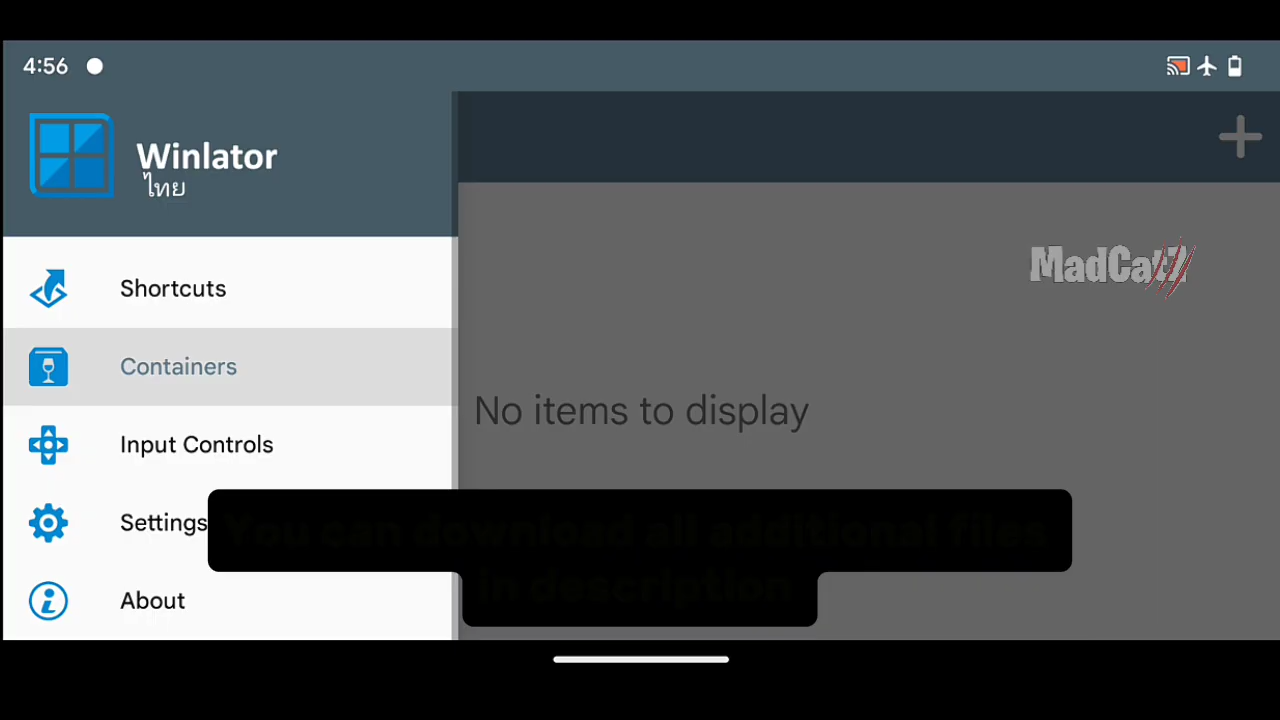 4:56
Winlator
ไทย
Shortcuts
Containers
Input Controls
Settings
About
No items to display
MadCatz
You can download all additional files
in description